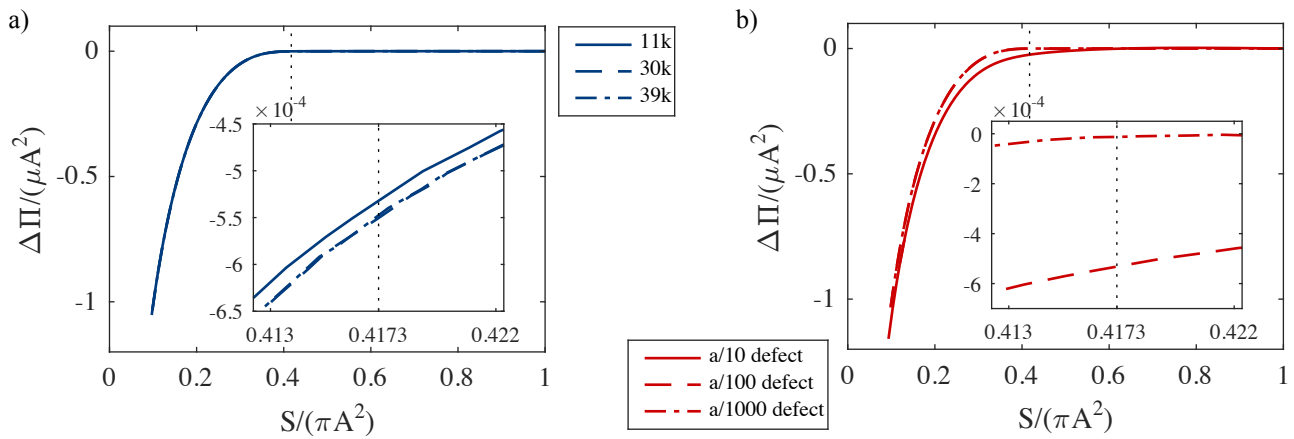 a)
0
-0.5
-1
ΔΠ/(μA²)
0
0.2
0.4
0.6
0.8
1
S/(πA²)
×10⁻⁴
-4.5
-5
-5.5
-6
-6.5
0.413
0.4173
0.422
11k
30k
39k
b)
0
-0.5
-1
ΔΠ/(μA²)
0
0.2
0.4
0.6
0.8
1
S/(πA²)
×10⁻⁴
0
-2
-4
-6
0.413
0.4173
0.422
a/10 defect
a/100 defect
a/1000 defect